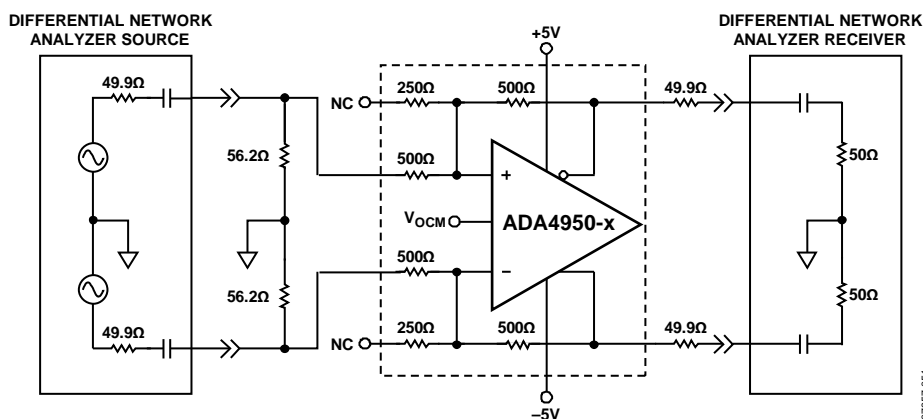 DIFFERENTIAL NETWORK
ANALYZER SOURCE
DIFFERENTIAL NETWORK
ANALYZER RECEIVER
+5V
49.9Ω
NC
250Ω
500Ω
49.9Ω
56.2Ω
500Ω
+
50Ω
VOCM
ADA4950-x
500Ω
−
56.2Ω
50Ω
49.9Ω
NC
250Ω
500Ω
49.9Ω
−5V